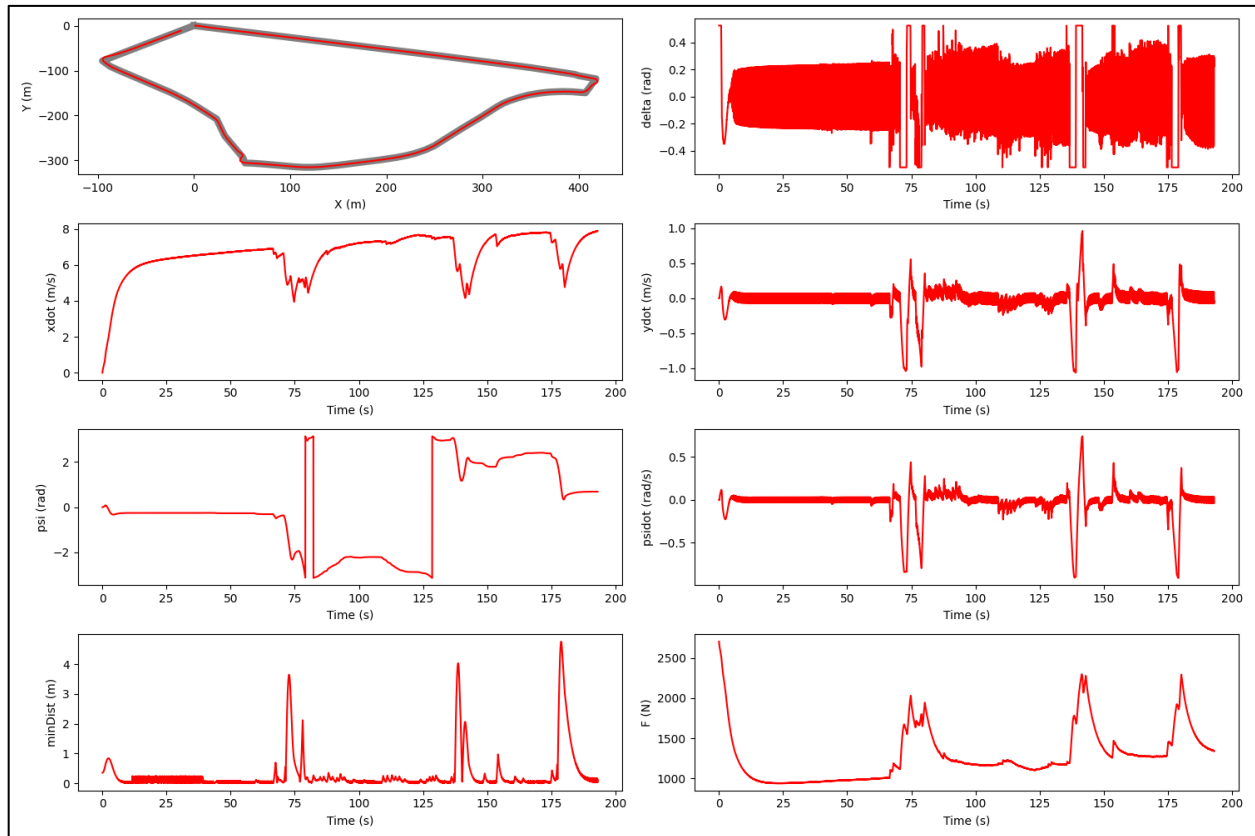 0
−100
−200
−300
Y (m)
−100 0 100 200 300 400
X (m)
0.4
0.2
0.0
−0.2
−0.4
delta (rad)
0 25 50 75 100 125 150 175 200
Time (s)
8
6
4
2
0
xdot (m/s)
0 25 50 75 100 125 150 175 200
Time (s)
1.0
0.5
0.0
−0.5
−1.0
ydot (m/s)
0 25 50 75 100 125 150 175 200
Time (s)
2
0
−2
psi (rad)
0 25 50 75 100 125 150 175 200
Time (s)
0.5
0.0
−0.5
psidot (rad/s)
0 25 50 75 100 125 150 175 200
Time (s)
4
3
2
1
0
minDist (m)
0 25 50 75 100 125 150 175 200
Time (s)
2500
2000
1500
1000
F (N)
0 25 50 75 100 125 150 175 200
Time (s)